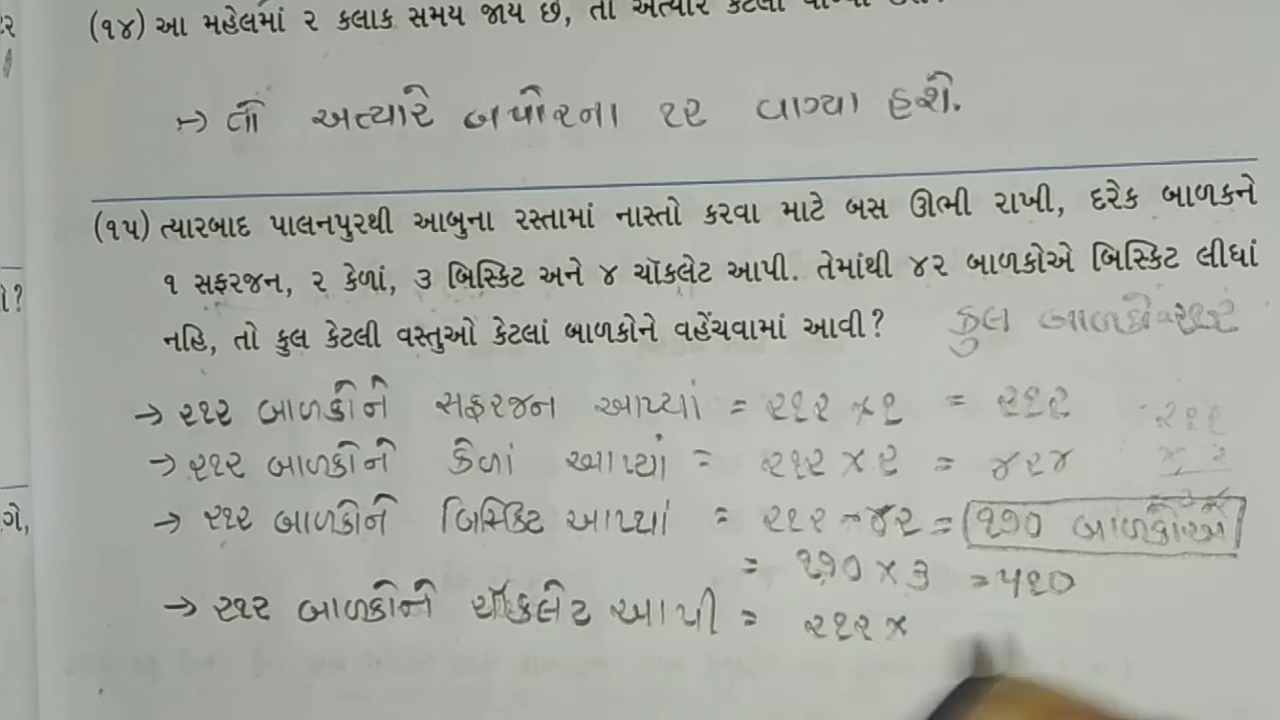 (૧૪) આ મહેલમાં ૨ કલાક સમય જાય છે, તો અત્યારે કેટલા
→ તો અત્યારે બપોરના ૧૨ વાગ્યા હશે.
(૧૫) ત્યારબાદ પાલનપુરથી આબુના રસ્તામાં નાસ્તો કરવા માટે બસ ઊભી રાખી, દરેક બાળકને
૧ સફરજન, ૨ કેળાં, ૩ બિસ્કિટ અને ૪ ચૉકલેટ આપી. તેમાંથી ૪૨ બાળકોએ બિસ્કિટ લીધાં
નહિ, તો કુલ કેટલી વસ્તુઓ કેટલાં બાળકોને વહેંચવામાં આવી?
કુલ બાળકો=૨૧૨
→ ૨૧૨ બાળકોને સફરજન આપ્યાં = ૨૧૨ × ૧ = ૨૧૨
→ ૨૧૨ બાળકોને કેળાં આપ્યાં = ૨૧૨ × ૨ = ૪૨૪
→ ૨૧૨ બાળકોને બિસ્કિટ આપ્યાં = ૨૧૨ - ૪૨ = ૧૭૦ બાળકોએ
= ૧૭૦ × ૩ = ૫૧૦
→ ૨૧૨ બાળકોને ચૉકલેટ આપી = ૨૧૨ ×